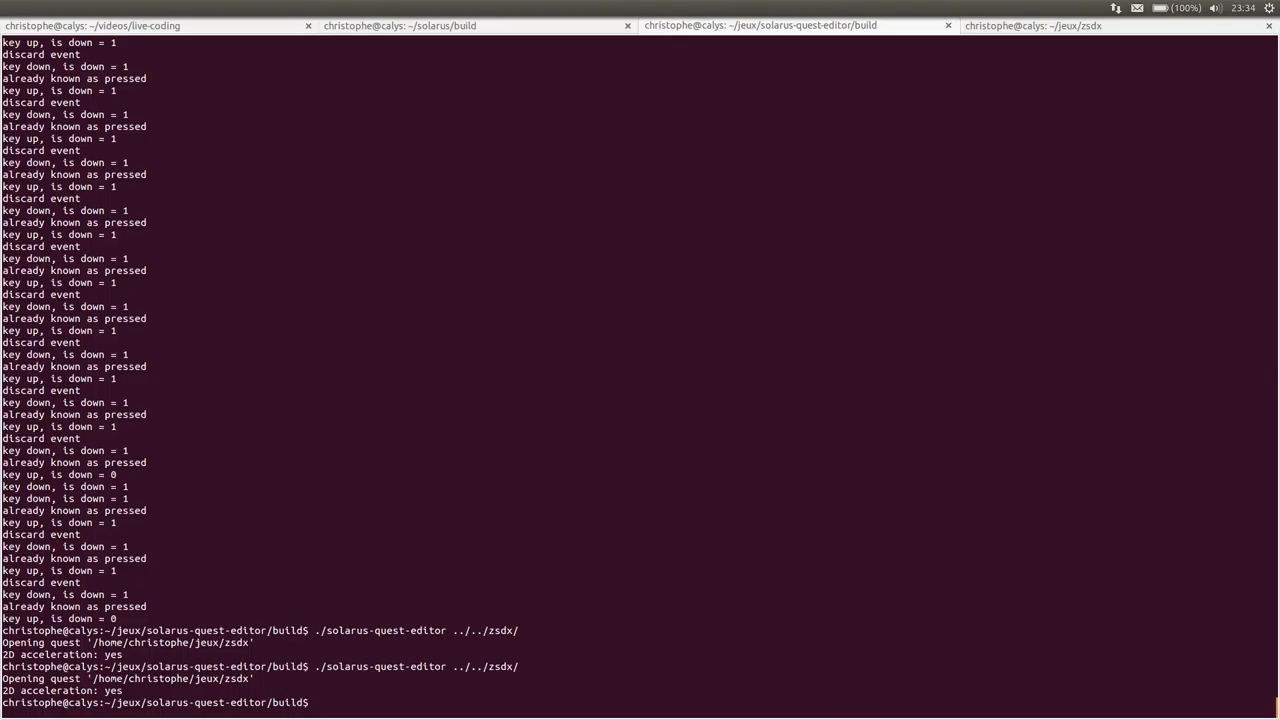 (100%) 23:34
christophe@calys: ~/videos/live-coding × christophe@calys: ~/solarus/build × christophe@calys: ~/jeux/solarus-quest-editor/build × christophe@calys: ~/jeux/zsdx ×
key up, is down = 1
discard event
key down, is down = 1
already known as pressed
key up, is down = 1
discard event
key down, is down = 1
already known as pressed
key up, is down = 1
discard event
key down, is down = 1
already known as pressed
key up, is down = 1
discard event
key down, is down = 1
already known as pressed
key up, is down = 1
discard event
key down, is down = 1
already known as pressed
key up, is down = 1
discard event
key down, is down = 1
already known as pressed
key up, is down = 1
discard event
key down, is down = 1
already known as pressed
key up, is down = 1
discard event
key down, is down = 1
already known as pressed
key up, is down = 1
discard event
key down, is down = 1
already known as pressed
key up, is down = 0
key down, is down = 1
key down, is down = 1
already known as pressed
key up, is down = 1
discard event
key down, is down = 1
already known as pressed
key up, is down = 1
discard event
key down, is down = 1
already known as pressed
key up, is down = 0
christophe@calys:~/jeux/solarus-quest-editor/build$ ./solarus-quest-editor ../../zsdx/
Opening quest '/home/christophe/jeux/zsdx'
2D acceleration: yes
christophe@calys:~/jeux/solarus-quest-editor/build$ ./solarus-quest-editor ../../zsdx/
Opening quest '/home/christophe/jeux/zsdx'
2D acceleration: yes
christophe@calys:~/jeux/solarus-quest-editor/build$